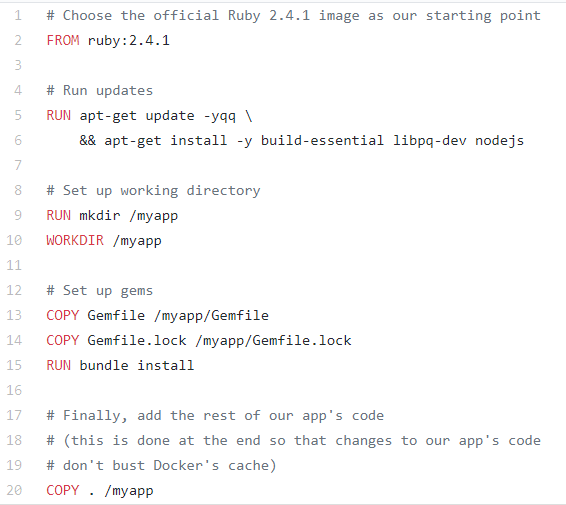 1 # Choose the official Ruby 2.4.1 image as our starting point
2 FROM ruby:2.4.1
3
4 # Run updates
5 RUN apt-get update -yqq \
6     && apt-get install -y build-essential libpq-dev nodejs
7
8 # Set up working directory
9 RUN mkdir /myapp
10 WORKDIR /myapp
11
12 # Set up gems
13 COPY Gemfile /myapp/Gemfile
14 COPY Gemfile.lock /myapp/Gemfile.lock
15 RUN bundle install
16
17 # Finally, add the rest of our app's code
18 # (this is done at the end so that changes to our app's code
19 # don't bust Docker's cache)
20 COPY . /myapp